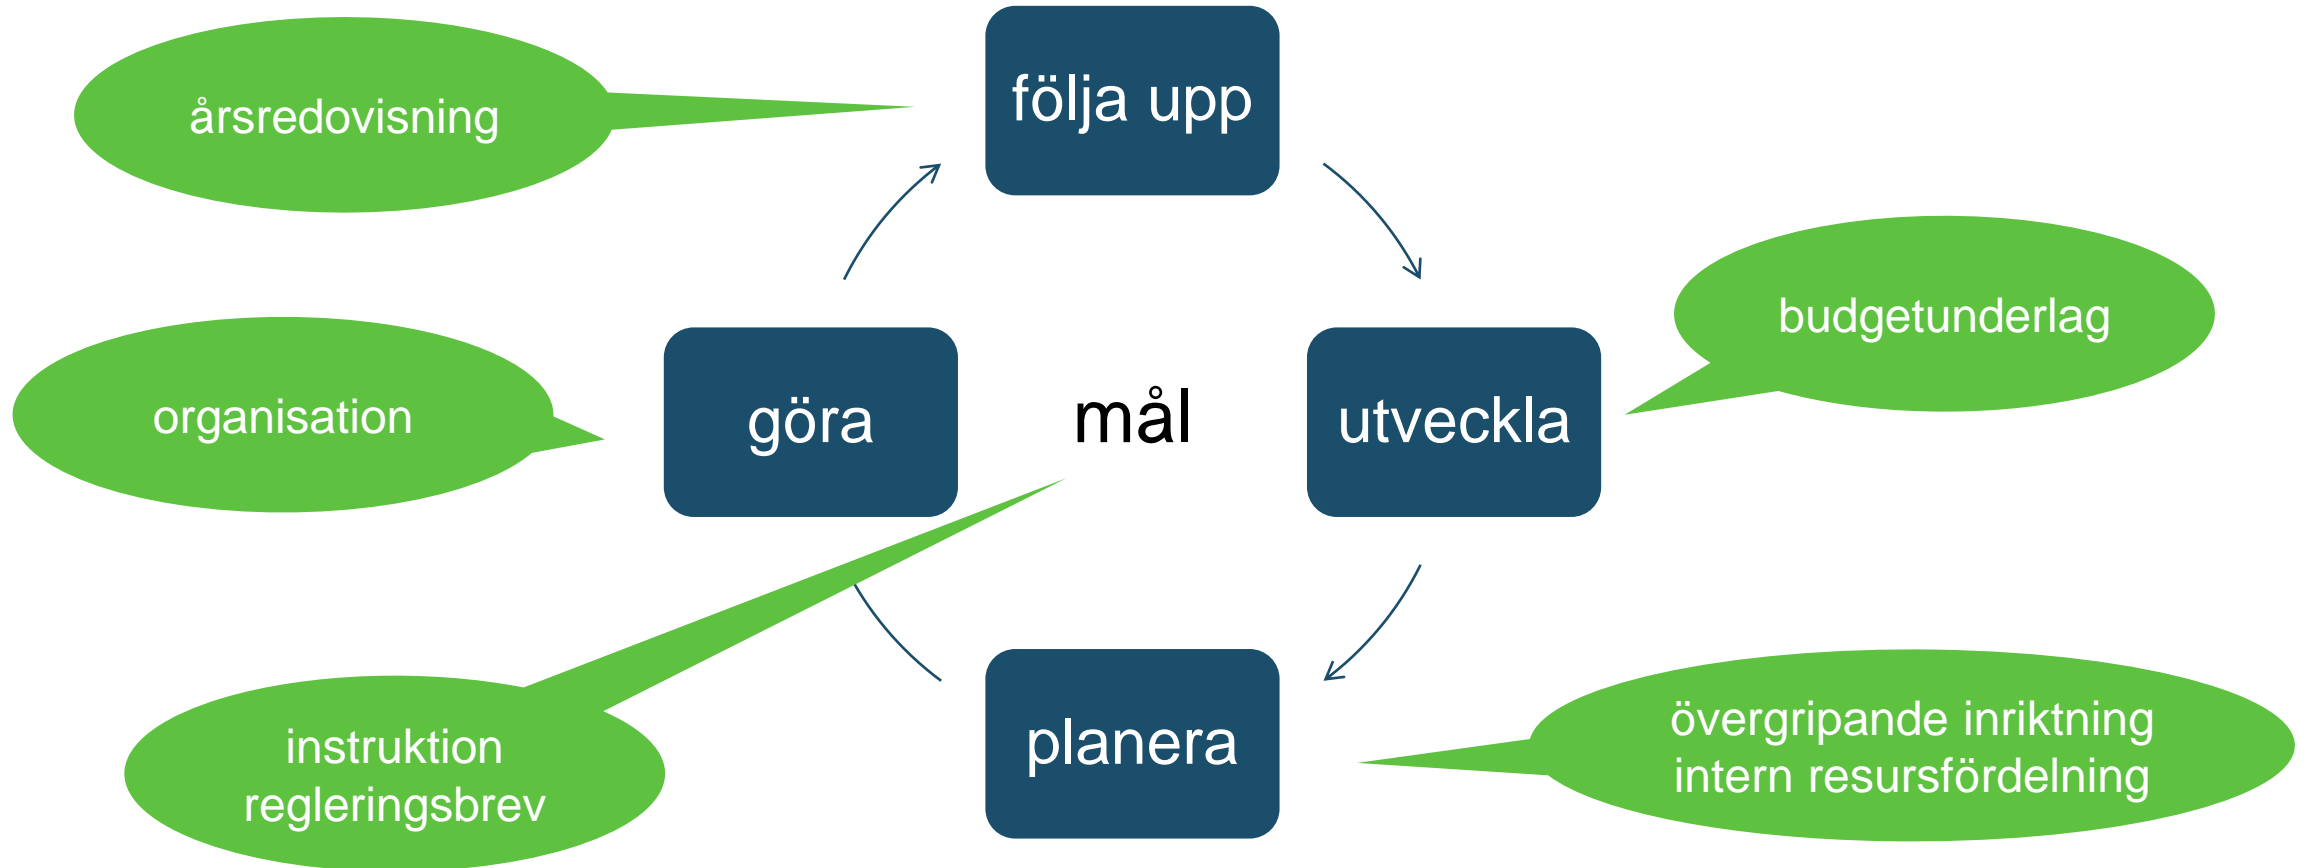 följa upp
årsredovisning
budgetunderlag
organisation
göra
mål
utveckla
instruktion
regleringsbrev
planera
övergripande inriktning
intern resursfördelning